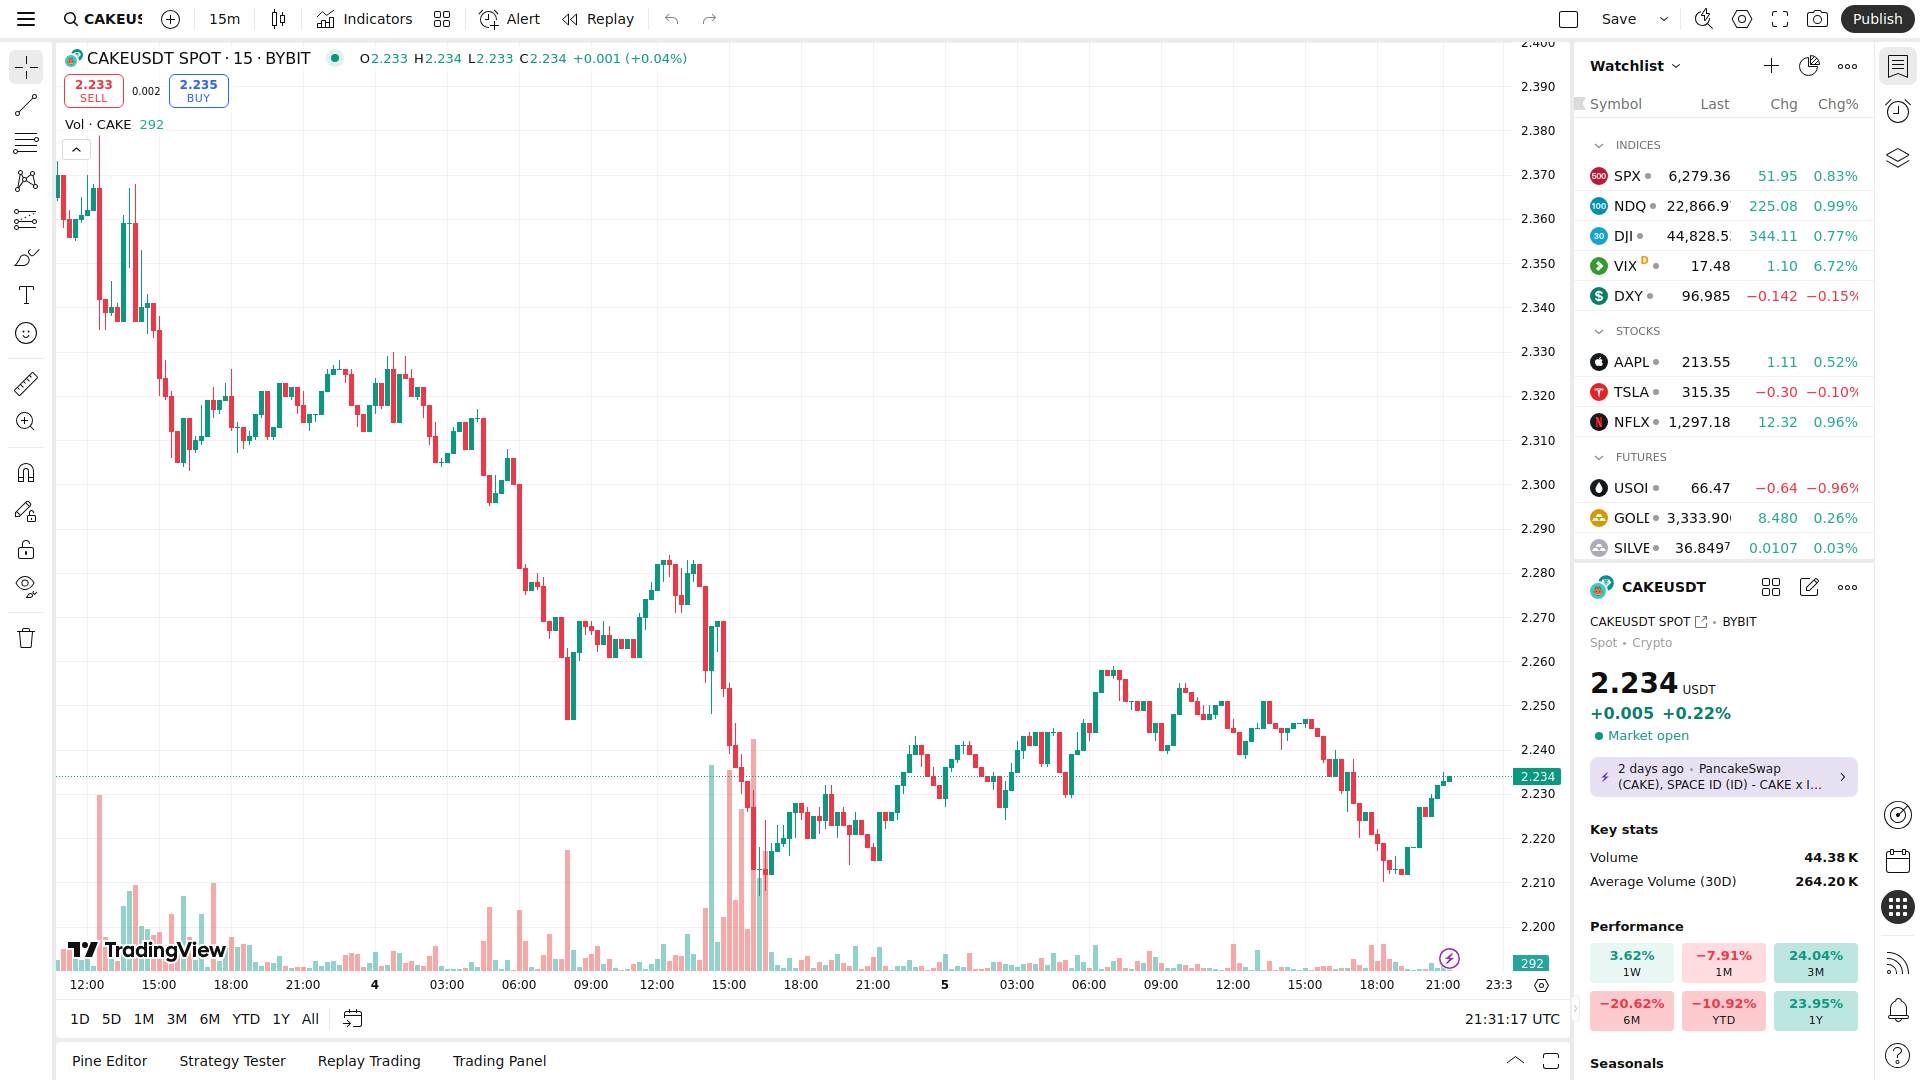 CAKEUS
15m
Indicators
Alert
Replay
Save
Publish
CAKEUSDT SPOT · 15 · BYBIT
O2.233 H2.234 L2.233 C2.234 +0.001 (+0.04%)
2.233
SELL
0.002
2.235
BUY
Vol · CAKE 292
2.400
2.390
2.380
2.370
2.360
2.350
2.340
2.330
2.320
2.310
2.300
2.290
2.280
2.270
2.260
2.250
2.240
2.234
2.230
2.220
2.210
2.200
292
TradingView
12:00 15:00 18:00 21:00 4 03:00 06:00 09:00 12:00 15:00 18:00 21:00 5 03:00 06:00 09:00 12:00 15:00 18:00 21:00 23:3
1D 5D 1M 3M 6M YTD 1Y All
21:31:17 UTC
Pine Editor Strategy Tester Replay Trading Trading Panel
Watchlist
Symbol Last Chg Chg%
INDICES
500 SPX 6,279.36 51.95 0.83%
100 NDQ 22,866.9 225.08 0.99%
30 DJI 44,828.5 344.11 0.77%
VIX D 17.48 1.10 6.72%
DXY 96.985 −0.142 −0.15%
STOCKS
AAPL 213.55 1.11 0.52%
TSLA 315.35 −0.30 −0.10%
NFLX 1,297.18 12.32 0.96%
FUTURES
USOI 66.47 −0.64 −0.96%
GOLD 3,333.90 8.480 0.26%
SILVE 36.8497 0.0107 0.03%
CAKEUSDT
CAKEUSDT SPOT • BYBIT
Spot • Crypto
2.234 USDT
+0.005 +0.22%
Market open
2 days ago • PancakeSwap
(CAKE), SPACE ID (ID) - CAKE x I...
Key stats
Volume 44.38 K
Average Volume (30D) 264.20 K
Performance
3.62% −7.91% 24.04%
1W 1M 3M
−20.62% −10.92% 23.95%
6M YTD 1Y
Seasonals